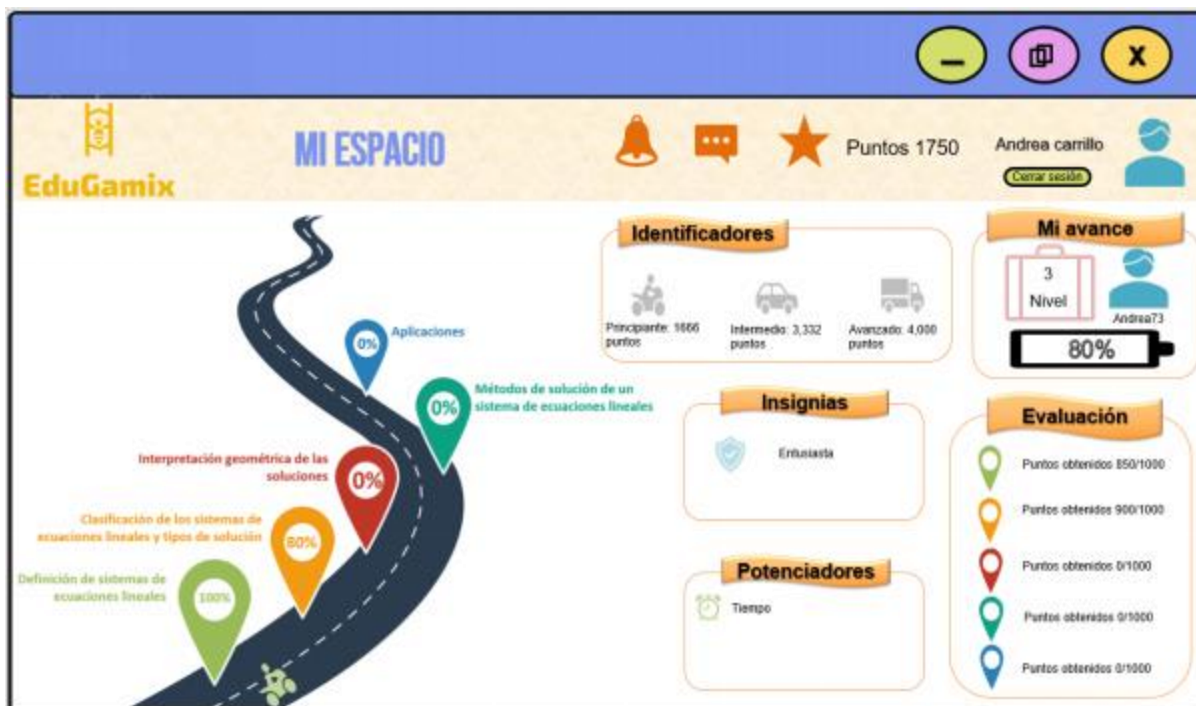 X
EduGamix
MI ESPACIO
Puntos 1750
Andrea carrillo
Cerrar sesión
Aplicaciones
0%
Métodos de solución de un
sistema de ecuaciones lineales
0%
Interpretación geométrica de las
soluciones
0%
Clasificación de los sistemas de
ecuaciones lineales y tipos de solución
80%
Definición de sistemas de
ecuaciones lineales
100%
Identificadores
Principiante: 1666
puntos
Intermedio: 3,332
puntos
Avanzado: 4,000
puntos
Mi avance
3
Nivel
Andrea73
80%
Insignias
Entusiasta
Potenciadores
Tiempo
Evaluación
Puntos obtenidos 850/1000
Puntos obtenidos 900/1000
Puntos obtenidos 0/1000
Puntos obtenidos 0/1000
Puntos obtenidos 0/1000